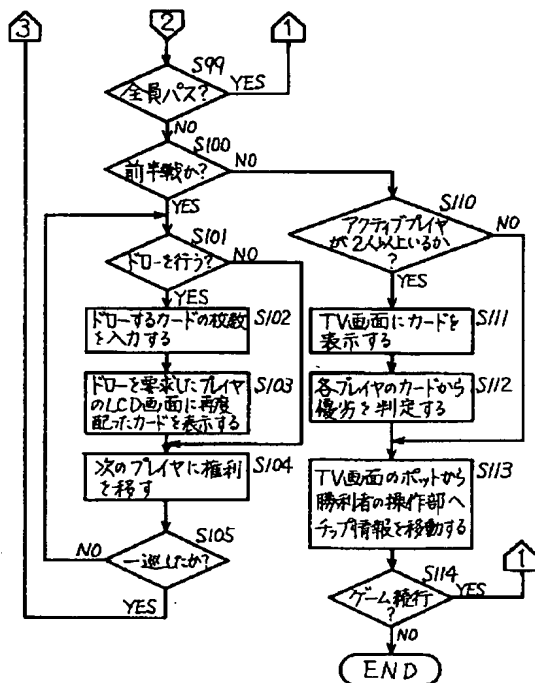 3
2
1
S99
全員パス?
YES
NO
S100
前半戦か?
NO
YES
S101
ドローを行う?
NO
YES
S102
ドローするカードの枚数
を入力する
S103
ドローを要求したプレイヤ
のLCD画面に再度
配ったカードを表示する
S104
次のプレイヤに権利
を移す
S105
一巡したか?
NO
YES
S110
アクティブプレイヤ
が2人以上いるか
?
NO
YES
S111
TV画面にカードを
表示する
S112
各プレイヤのカードから
優劣を判定する
S113
TV画面のポットから
勝利者の操作部へ
チップ情報を移動する
S114
ゲーム続行
?
YES
1
NO
END